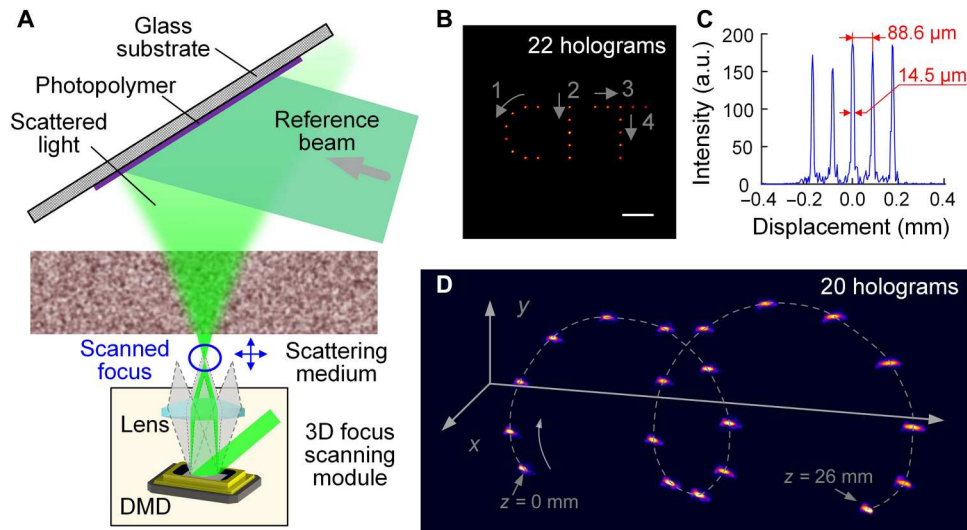 A
Glass
substrate
Photopolymer
Scattered
light
Reference
beam
Scanned
focus
Scattering
medium
Lens
3D focus
scanning
module
DMD
B
22 holograms
1
2
3
4
C
200
150
100
50
0
Intensity (a.u.)
−0.4
−0.2
0.0
0.2
0.4
Displacement (mm)
88.6 μm
14.5 μm
D
20 holograms
y
x
z = 0 mm
z = 26 mm